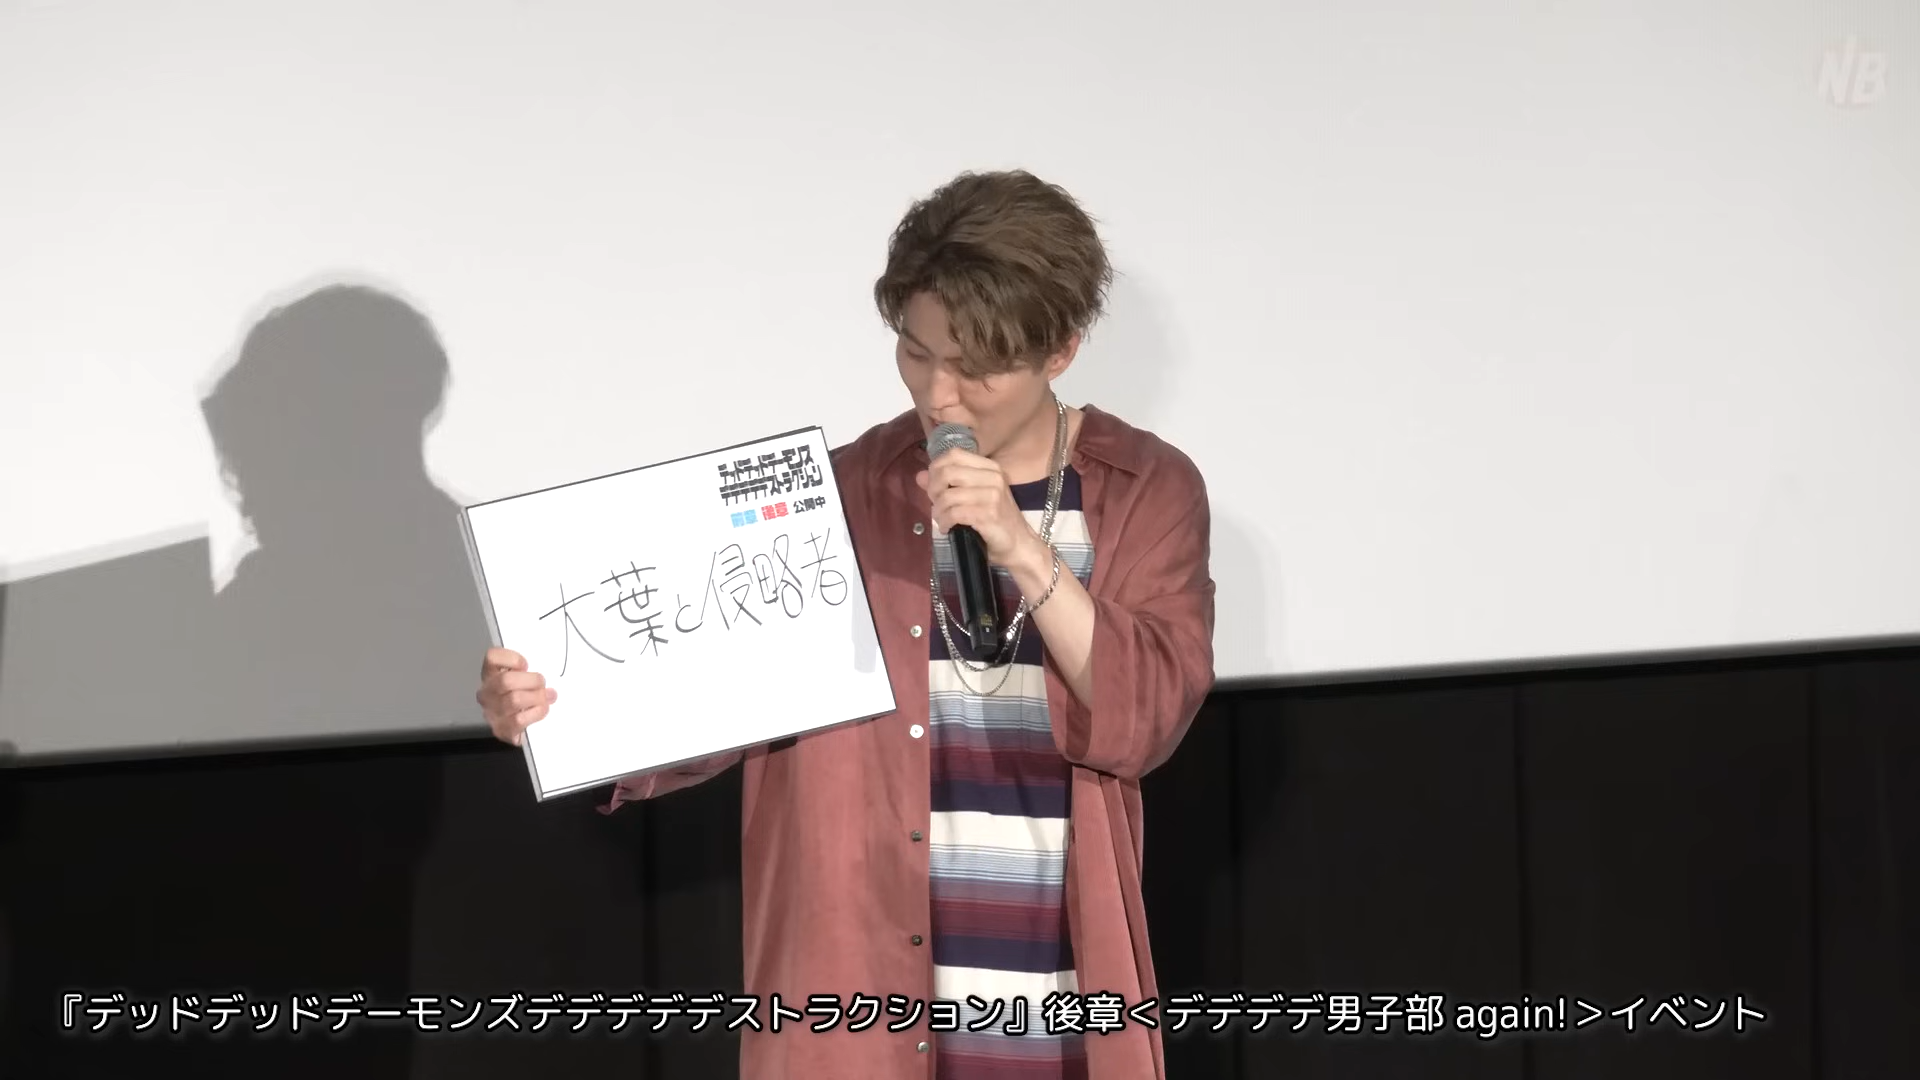 NB
デッドデッドデーモンズ
デデデデデストラクション
前章 後章 公開中
大葉と侵略者
『デッドデッドデーモンズデデデデデストラクション』後章＜デデデデ男子部 again!＞イベント